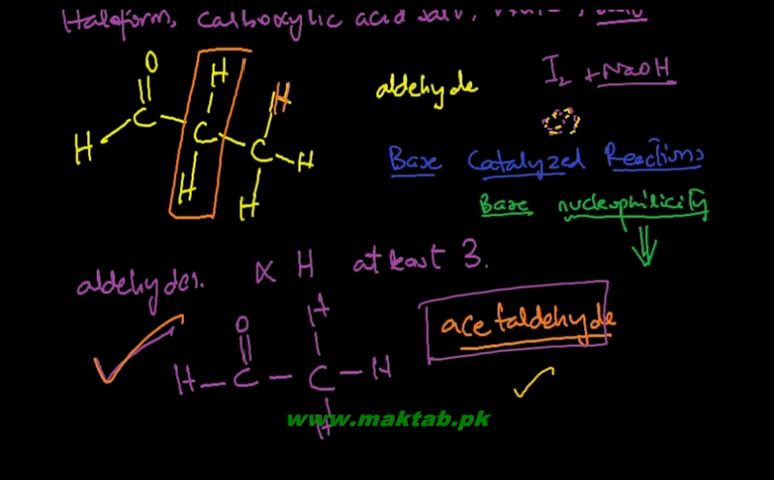 Haloform, Carboxylic acid salt,
O
H
H
aldehyde
I2 + NaOH
H C C C H
H
H
Base Catalyzed Reactions
Base nucleophilicity
aldehydes. α H at least 3.
O
H
acetaldehyde
H - C - C - H
H
www.maktab.pk